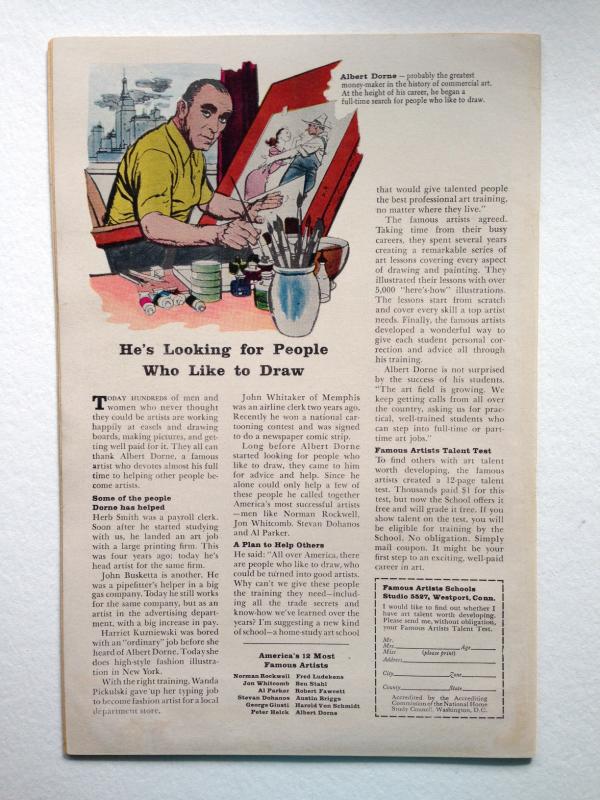 Albert Dorne — probably the greatest
money-maker in the history of commercial art.
At the height of his career, he began a
full-time search for people who like to draw.
He's Looking for People
Who Like to Draw
TODAY HUNDREDS of men and
women who never thought
they could be artists are working
happily at easels and drawing
boards, making pictures, and get-
ting well paid for it. They all can
thank Albert Dorne, a famous
artist who devotes almost his full
time to helping other people be-
come artists.
Some of the people
Dorne has helped
Herb Smith was a payroll clerk.
Soon after he started studying
with us, he landed an art job
with a large printing firm. This
was four years ago; today he's
head artist for the same firm.
John Busketta is another. He
was a pipefitter's helper in a big
gas company. Today he still works
for the same company, but as an
artist in the advertising depart-
ment, with a big increase in pay.
Harriet Kuzniewski was bored
with an "ordinary" job before she
heard of Albert Dorne. Today she
does high-style fashion illustra-
tion in New York.
With the right training, Wanda
Pickulski gave up her typing job
to become fashion artist for a local
department store.
John Whitaker of Memphis
was an airline clerk two years ago.
Recently he won a national car-
tooning contest and was signed
to do a newspaper comic strip.
Long before Albert Dorne
started looking for people who
like to draw, they came to him
for advice and help. Since he
alone could only help a few of
these people he called together
America's most successful artists
—men like Norman Rockwell,
Jon Whitcomb, Stevan Dohanos
and Al Parker.
A Plan to Help Others
He said: "All over America, there
are people who like to draw, who
could be turned into good artists.
Why can't we give these people
the training they need—includ-
ing all the trade secrets and
know-how we've learned over the
years? I'm suggesting a new kind
of school—a home-study art school
America's 12 Most
Famous Artists
Norman Rockwell Fred Ludekens
Jon Whitcomb Ben Stahl
Al Parker Robert Fawcett
Stevan Dohanos Austin Briggs
George Giusti Harold Von Schmidt
Peter Helck Albert Dorne
that would give talented people
the best professional art training,
no matter where they live."
The famous artists agreed.
Taking time from their busy
careers, they spent several years
creating a remarkable series of
art lessons covering every aspect
of drawing and painting. They
illustrated their lessons with over
5,000 "here's-how" illustrations.
The lessons start from scratch
and cover every skill a top artist
needs. Finally, the famous artists
developed a wonderful way to
give each student personal cor-
rection and advice all through
his training.
Albert Dorne is not surprised
by the success of his students.
"The art field is growing. We
keep getting calls from all over
the country, asking us for prac-
tical, well-trained students who
can step into full-time or part-
time art jobs."
Famous Artists Talent Test
To find others with art talent
worth developing, the famous
artists created a 12-page talent
test. Thousands paid $1 for this
test, but now the School offers it
free and will grade it free. If you
show talent on the test, you will
be eligible for training by the
School. No obligation. Simply
mail coupon. It might be your
first step to an exciting, well-paid
career in art.
Famous Artists Schools
Studio 5527, Westport, Conn.
I would like to find out whether I
have art talent worth developing.
Please send me, without obligation,
your Famous Artists Talent Test.
Mr.
Mrs. Age
Miss (please print)
Address
City Zone
County State
Accredited by the Accrediting
Commission of the National Home
Study Council, Washington, D.C.